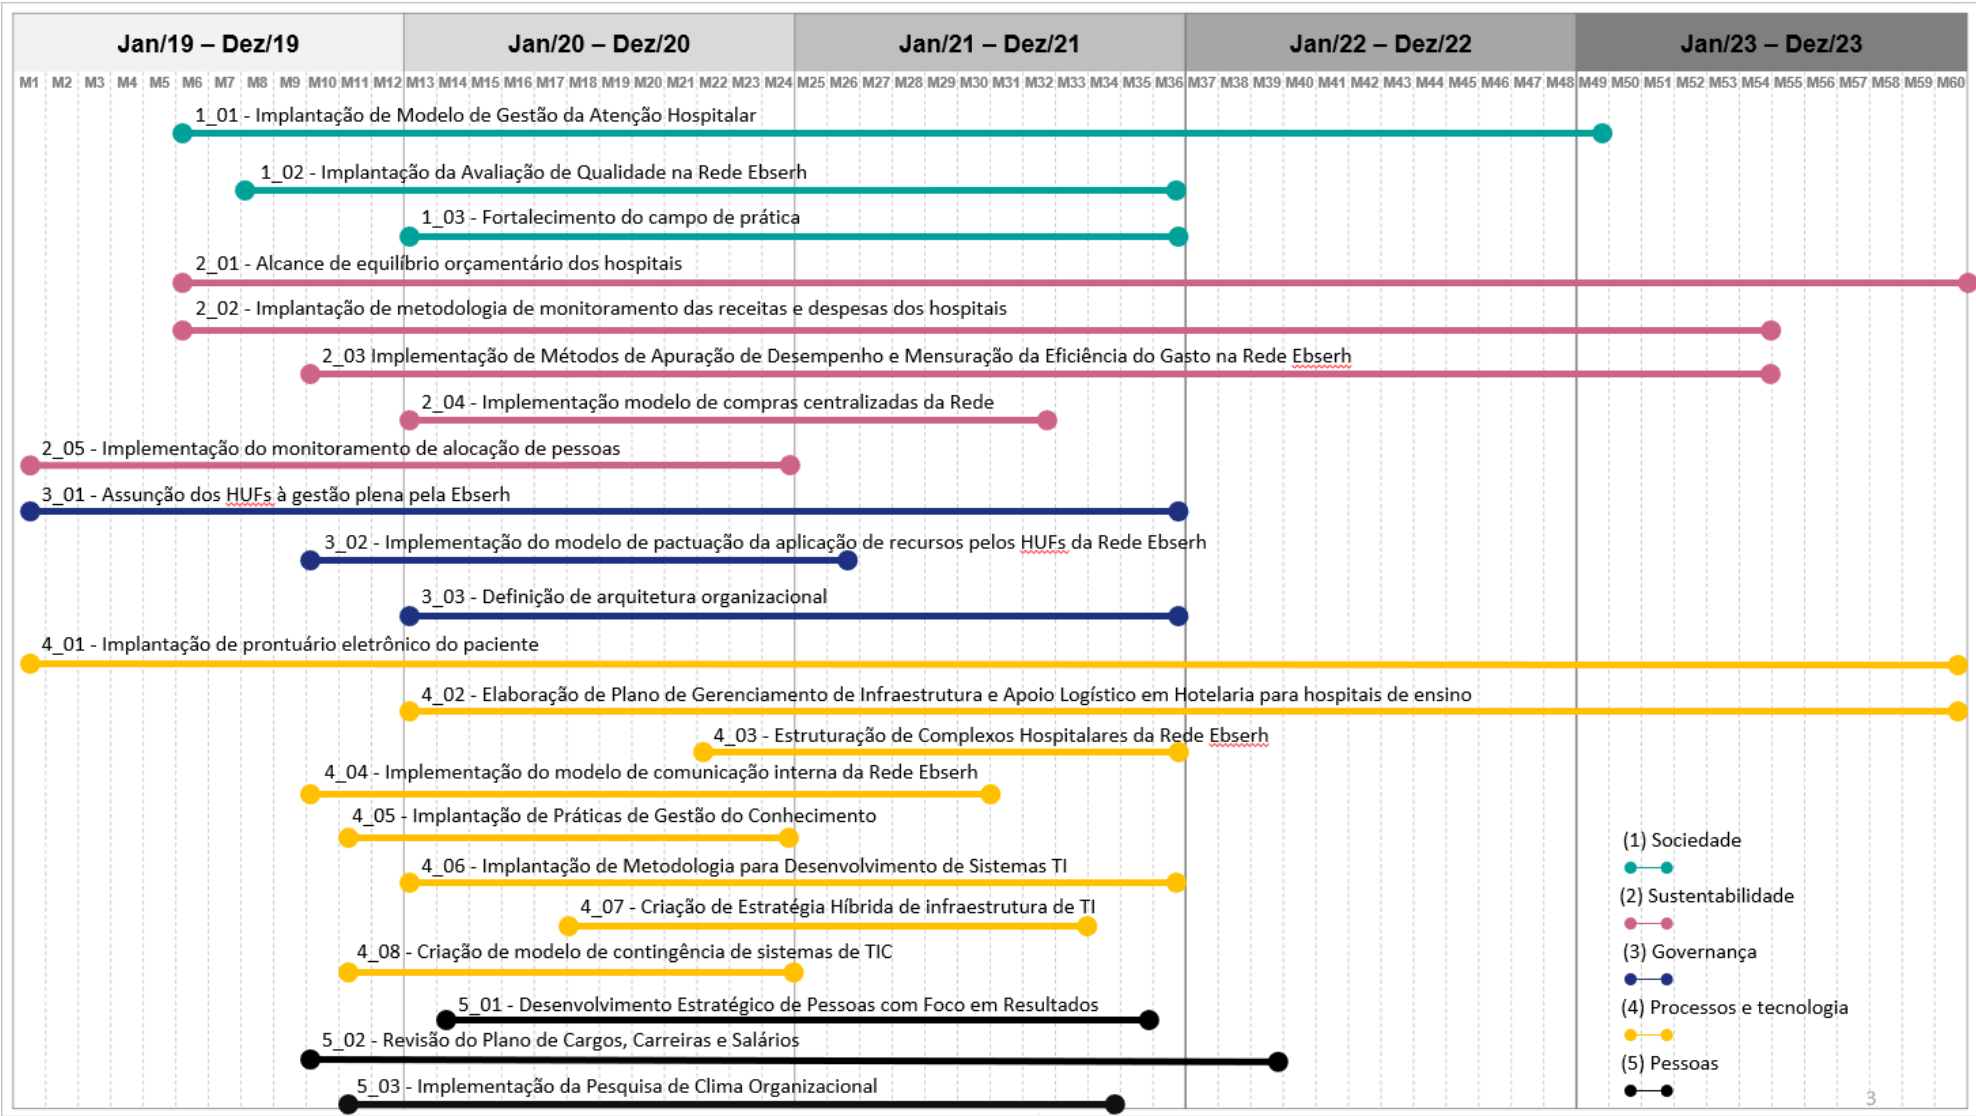 Jan/19 – Dez/19 Jan/20 – Dez/20 Jan/21 – Dez/21 Jan/22 – Dez/22 Jan/23 – Dez/23
M1 M2 M3 M4 M5 M6 M7 M8 M9 M10 M11 M12 M13 M14 M15 M16 M17 M18 M19 M20 M21 M22 M23 M24 M25 M26 M27 M28 M29 M30 M31 M32 M33 M34 M35 M36 M37 M38 M39 M40 M41 M42 M43 M44 M45 M46 M47 M48 M49 M50 M51 M52 M53 M54 M55 M56 M57 M58 M59 M60
1_01 - Implantação de Modelo de Gestão da Atenção Hospitalar
1_02 - Implantação da Avaliação de Qualidade na Rede Ebserh
1_03 - Fortalecimento do campo de prática
2_01 - Alcance de equilíbrio orçamentário dos hospitais
2_02 - Implantação de metodologia de monitoramento das receitas e despesas dos hospitais
2_03 Implementação de Métodos de Apuração de Desempenho e Mensuração da Eficiência do Gasto na Rede Ebserh
2_04 - Implementação modelo de compras centralizadas da Rede
2_05 - Implementação do monitoramento de alocação de pessoas
3_01 - Assunção dos HUFs à gestão plena pela Ebserh
3_02 - Implementação do modelo de pactuação da aplicação de recursos pelos HUFs da Rede Ebserh
3_03 - Definição de arquitetura organizacional
4_01 - Implantação de prontuário eletrônico do paciente
4_02 - Elaboração de Plano de Gerenciamento de Infraestrutura e Apoio Logístico em Hotelaria para hospitais de ensino
4_03 - Estruturação de Complexos Hospitalares da Rede Ebserh
4_04 - Implementação do modelo de comunicação interna da Rede Ebserh
4_05 - Implantação de Práticas de Gestão do Conhecimento
4_06 - Implantação de Metodologia para Desenvolvimento de Sistemas TI
4_07 - Criação de Estratégia Híbrida de infraestrutura de TI
4_08 - Criação de modelo de contingência de sistemas de TIC
5_01 - Desenvolvimento Estratégico de Pessoas com Foco em Resultados
5_02 - Revisão do Plano de Cargos, Carreiras e Salários
5_03 - Implementação da Pesquisa de Clima Organizacional
(1) Sociedade
(2) Sustentabilidade
(3) Governança
(4) Processos e tecnologia
(5) Pessoas
3